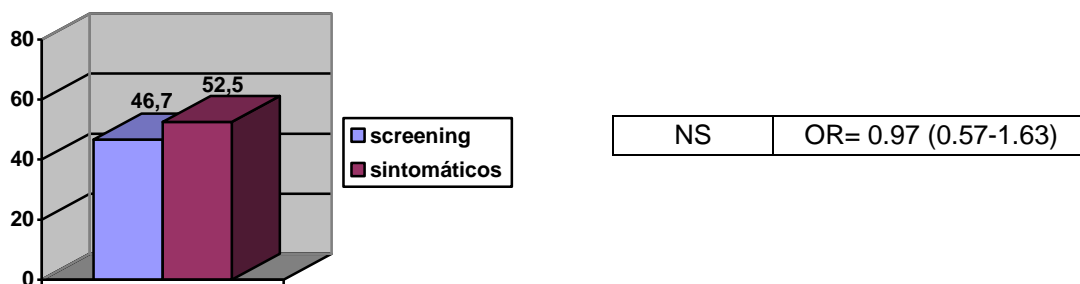 80
60
40
20
0
46,7
52,5
screening
sintomáticos
NS OR= 0.97 (0.57-1.63)